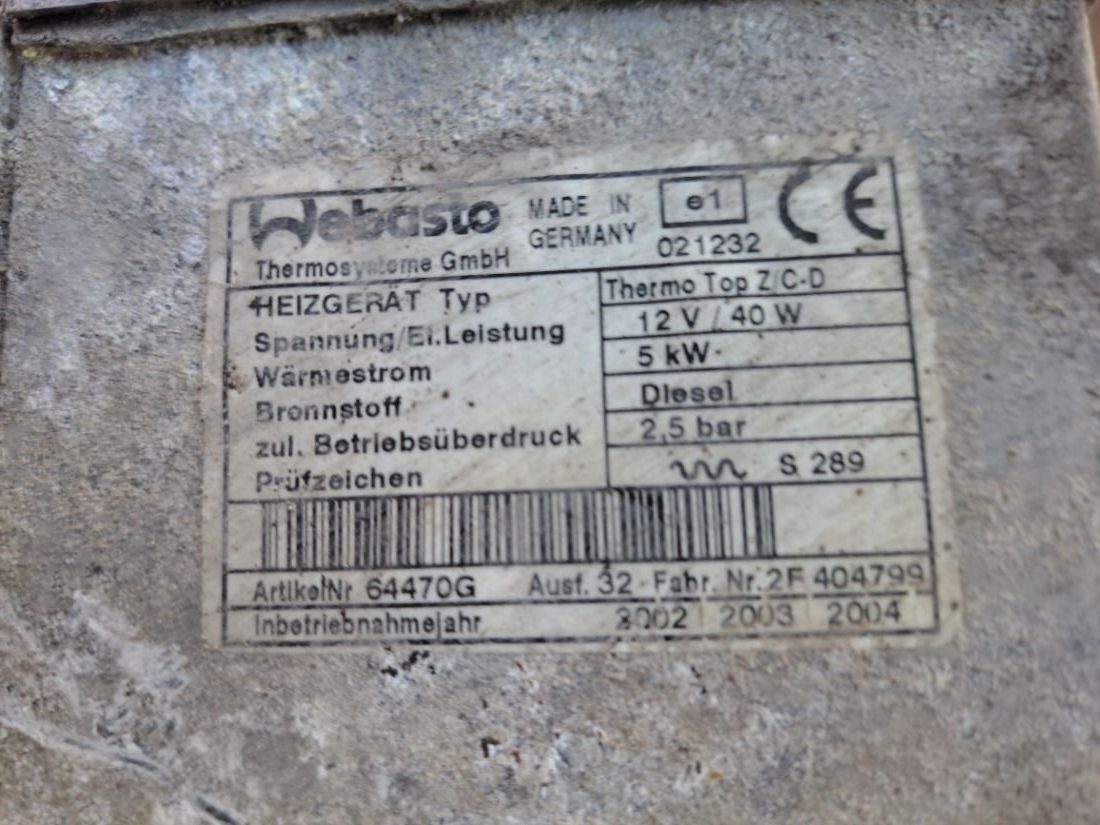 Webasto MADE IN GERMANY e1 021232 CE
Thermosysteme GmbH
HEIZGERÄT Typ Thermo Top Z/C-D
Spannung/El.Leistung 12 V / 40 W
Wärmestrom 5 kW
Brennstoff Diesel
zul. Betriebsüberdruck 2,5 bar
Prüfzeichen S 289
ArtikelNr 64470G Ausf. 32 Fabr. Nr. 2F 404799
Inbetriebnahmejahr 2002 2003 2004